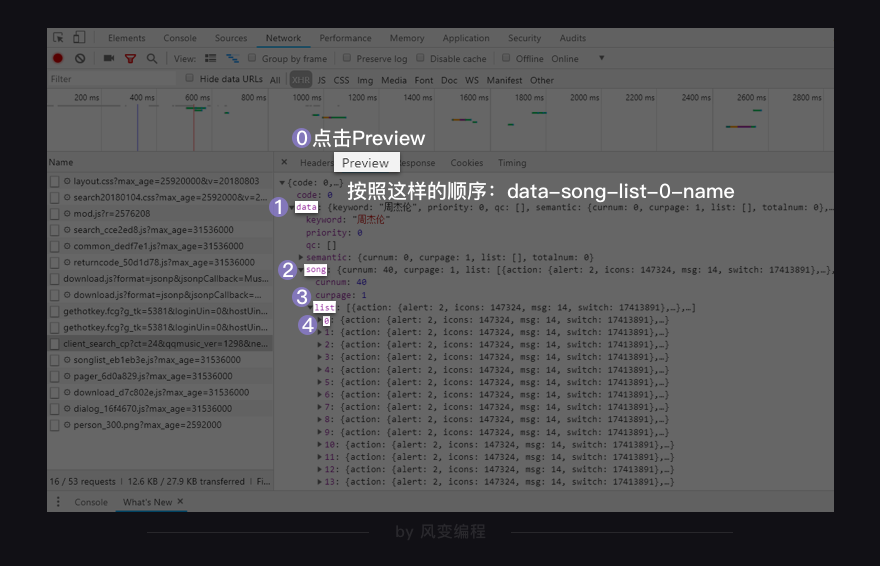 Elements Console Sources Network Performance Memory Application Security Audits
View: Group by frame Preserve log Disable cache Offline Online ▼
Filter Hide data URLs All XHR JS CSS Img Media Font Doc WS Manifest Other
200 ms 400 ms 600 ms 800 ms 1000 ms 1200 ms 1400 ms 1600 ms 1800 ms 2000 ms 2200 ms 2400 ms 2600 ms 2800 ms
0 点击Preview
Name
× Headers Preview Response Cookies Timing
按照这样的顺序：data-song-list-0-name
layout.css?max_age=25920000&v=20180803
search20180104.css?max_age=2592000&v=2...
mod.js?r=2576208
search_cce2ed8.js?max_age=31536000
common_dedf7e1.js?max_age=31536000
returncode_50d1d78.js?max_age=31536000
download.js?format=jsonp&jsonpCallback=Mus...
download.js?format=jsonp&jsonpCallback=...
gethotkey.fcg?g_tk=5381&loginUin=0&hostUin...
gethotkey.fcg?g_tk=5381&loginUin=0&hostUin...
client_search_cp?ct=24&qqmusic_ver=1298&ne...
songlist_eb1eb3e.js?max_age=31536000
pager_6d0a829.js?max_age=31536000
download_d7c802e.js?max_age=31536000
dialog_16f4670.js?max_age=31536000
person_300.png?max_age=2592000
▼{code: 0,…}
code: 0
1 ▼data: {keyword: "周杰伦", priority: 0, qc: [], semantic: {curnum: 0, curpage: 1, list: [], totalnum: 0},…
keyword: "周杰伦"
priority: 0
qc: []
▶semantic: {curnum: 0, curpage: 1, list: [], totalnum: 0}
2 ▼song: {curnum: 40, curpage: 1, list: [{action: {alert: 2, icons: 147324, msg: 14, switch: 17413891},…},
curnum: 40
curpage: 1
3 list: [{action: {alert: 2, icons: 147324, msg: 14, switch: 17413891},…},…]
4 ▶0: {action: {alert: 2, icons: 147324, msg: 14, switch: 17413891},…}
▶1: {action: {alert: 2, icons: 147324, msg: 14, switch: 17413891},…}
▶2: {action: {alert: 2, icons: 147324, msg: 14, switch: 17413891},…}
▶3: {action: {alert: 2, icons: 147324, msg: 14, switch: 17413891},…}
▶4: {action: {alert: 2, icons: 147324, msg: 14, switch: 17413891},…}
▶5: {action: {alert: 2, icons: 147324, msg: 14, switch: 17413891},…}
▶6: {action: {alert: 2, icons: 147324, msg: 14, switch: 17413891},…}
▶7: {action: {alert: 2, icons: 147324, msg: 14, switch: 17413891},…}
▶8: {action: {alert: 2, icons: 147324, msg: 14, switch: 17413891},…}
▶9: {action: {alert: 2, icons: 147324, msg: 14, switch: 17413891},…}
▶10: {action: {alert: 2, icons: 147324, msg: 14, switch: 17413891},…}
▶11: {action: {alert: 2, icons: 147324, msg: 14, switch: 17413891},…}
▶12: {action: {alert: 2, icons: 147324, msg: 14, switch: 17413891},…}
▶13: {action: {alert: 2, icons: 147324, msg: 14, switch: 17413891},…}
16 / 53 requests | 12.6 KB / 27.9 KB transferred | Fi...
Console What's New ×
by 风变编程